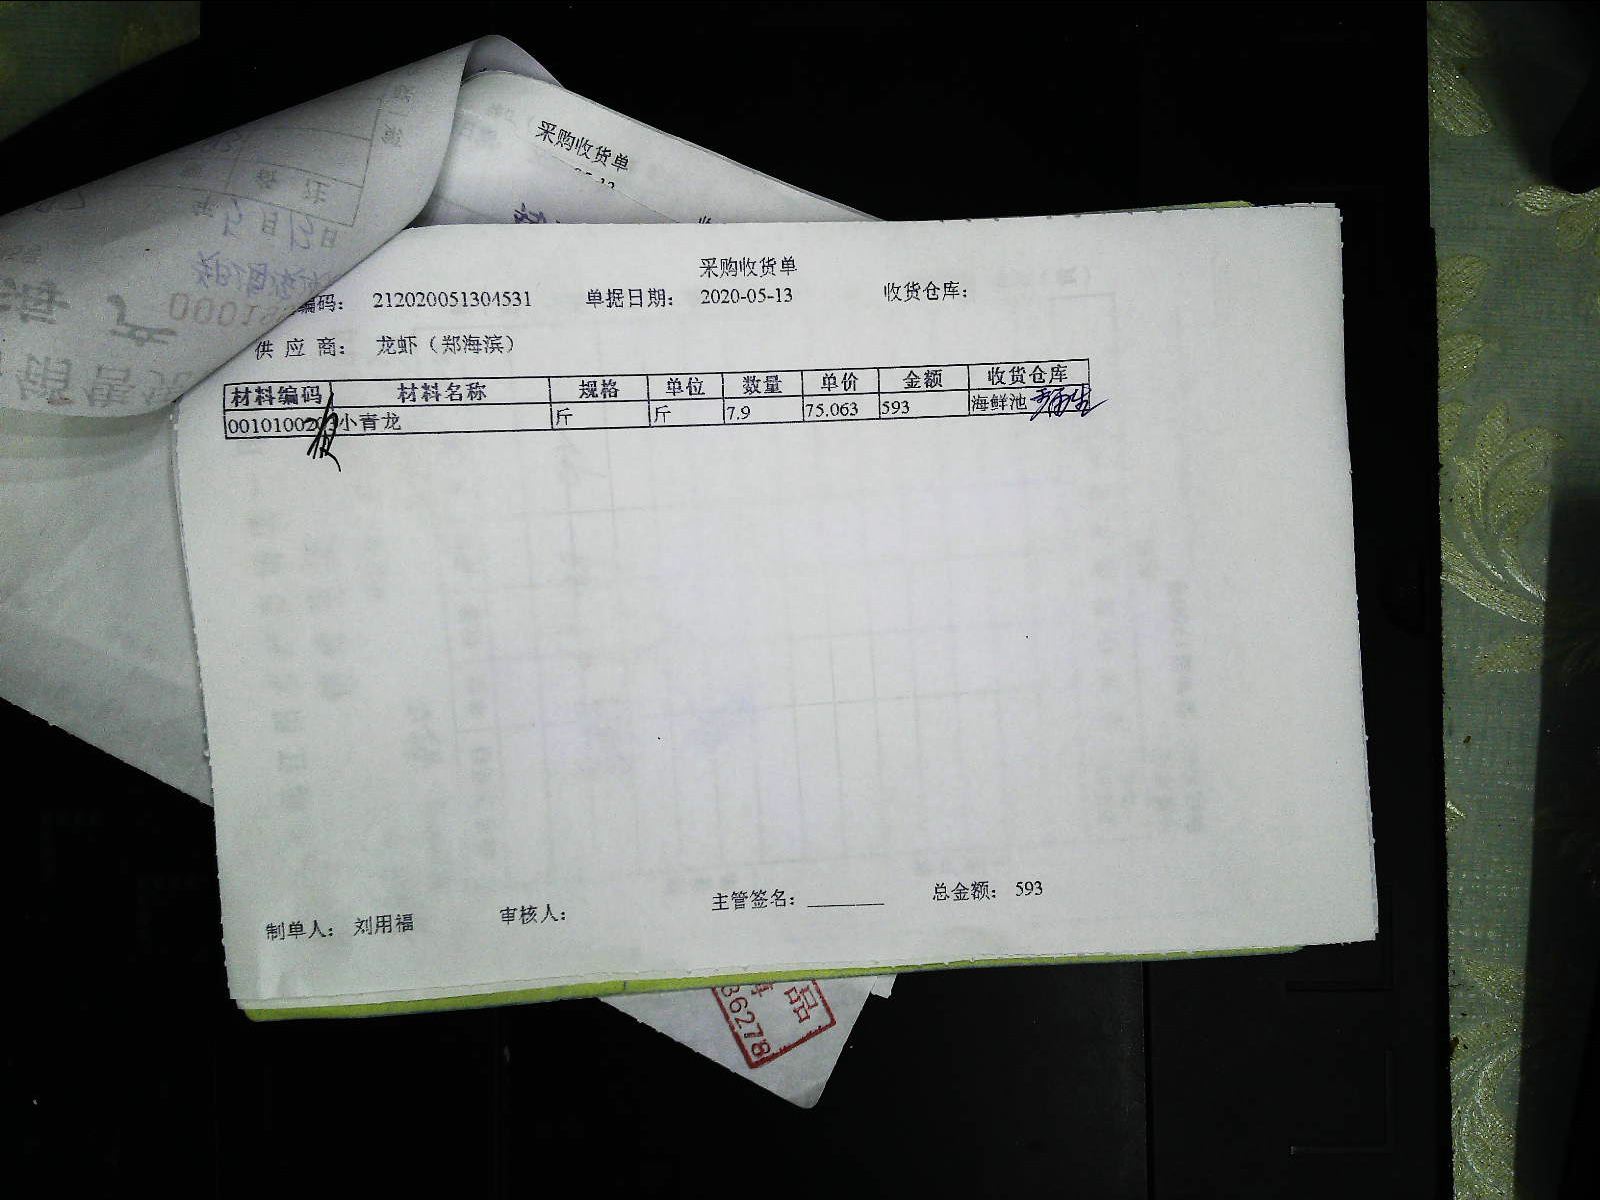 采购收货单
采购收货单
编码： 212020051304531 单据日期： 2020-05-13 收货仓库：
供应商： 龙虾（郑海滨）
材料编码 材料名称 规格 单位 数量 单价 金额 收货仓库
0010100203 小青龙 斤 斤 7.9 75.063 593 海鲜池
制单人： 刘用福 审核人： 主管签名： 总金额： 593
品
36278